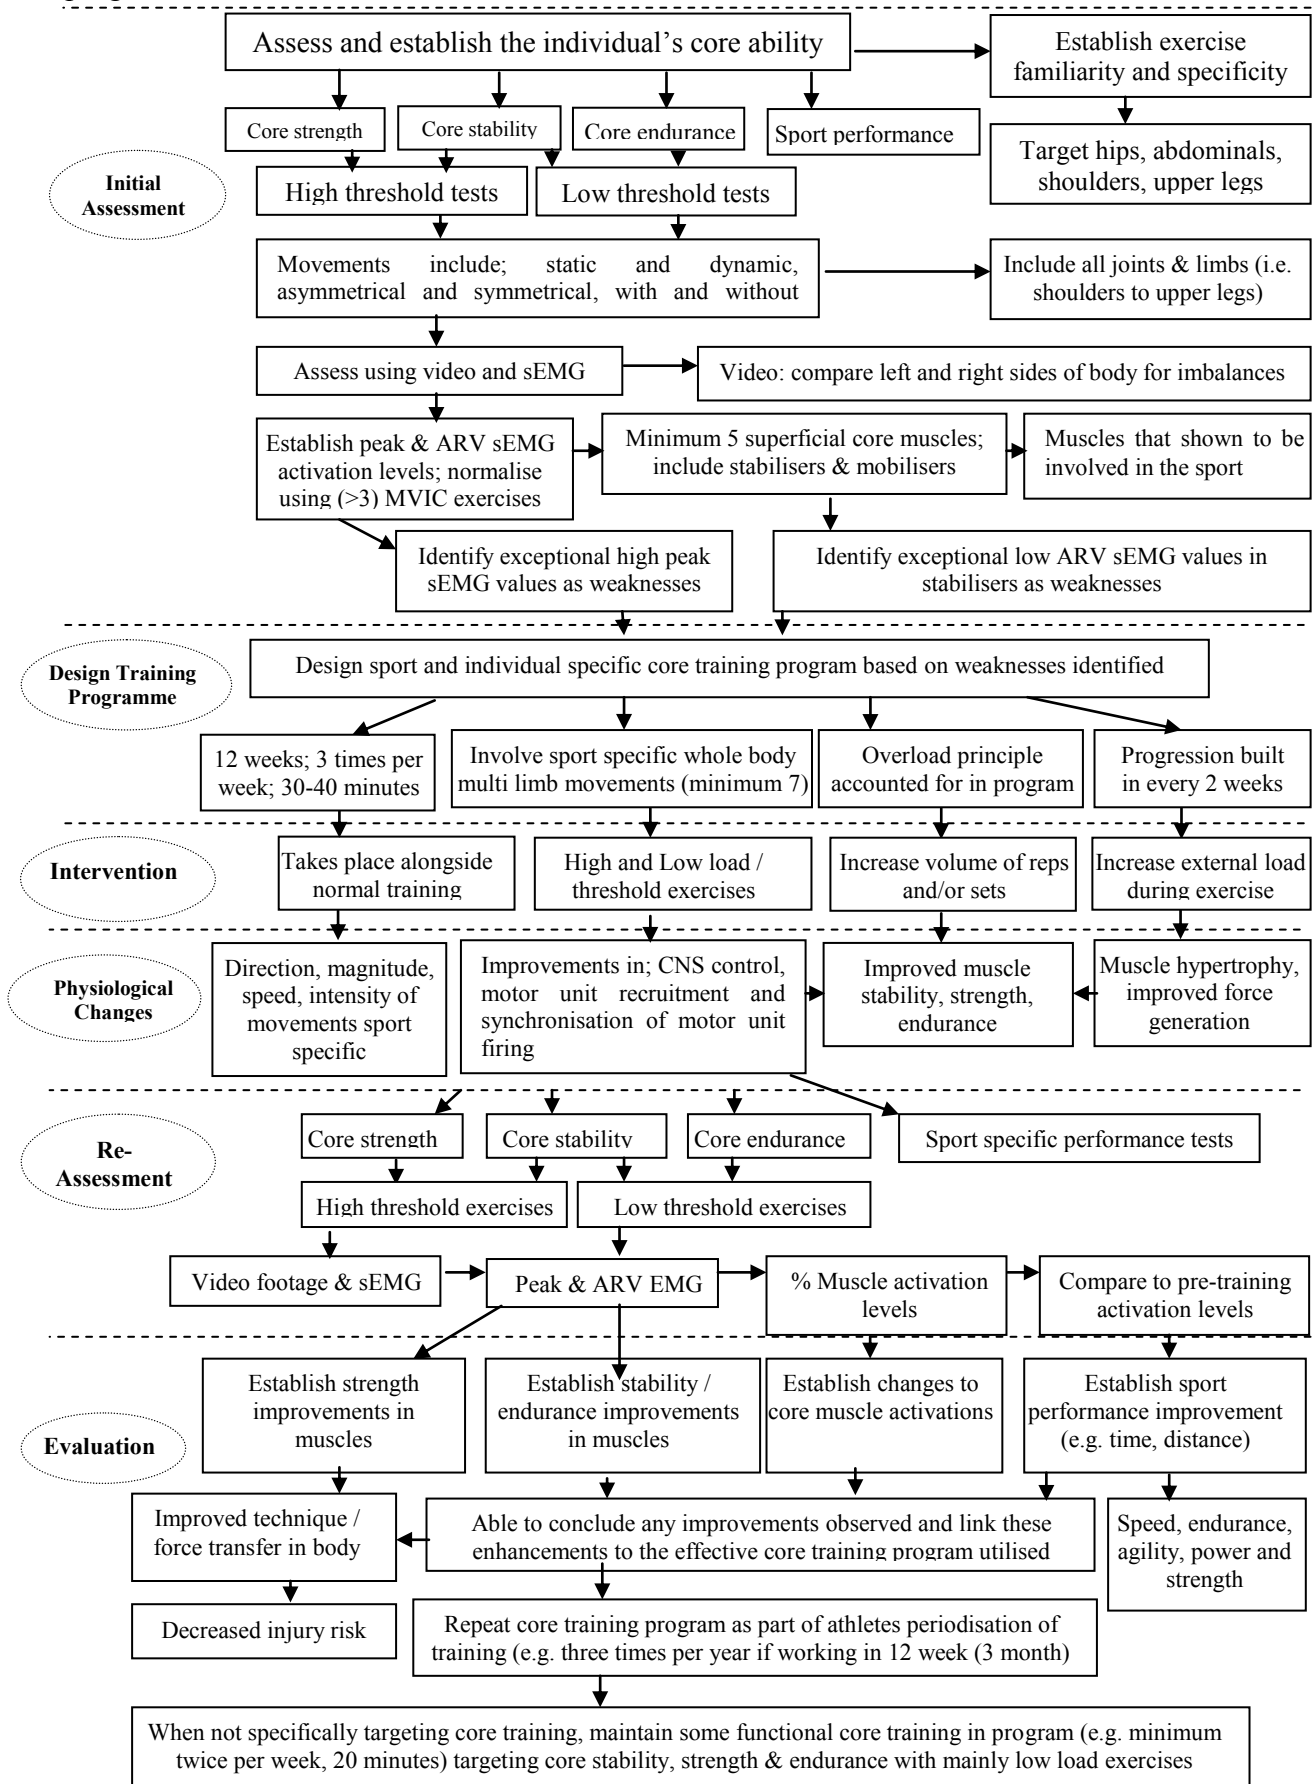 Assess and establish the individual's core ability
Establish exercise
familiarity and specificity
Core strength
Core stability
Core endurance
Sport performance
Target hips, abdominals,
shoulders, upper legs
Initial
Assessment
High threshold tests
Low threshold tests
Movements include; static and dynamic,
asymmetrical and symmetrical, with and without
Include all joints & limbs (i.e.
shoulders to upper legs)
Assess using video and sEMG
Video: compare left and right sides of body for imbalances
Establish peak & ARV sEMG
activation levels; normalise
using (>3) MVIC exercises
Minimum 5 superficial core muscles;
include stabilisers & mobilisers
Muscles that shown to be
involved in the sport
Identify exceptional high peak
sEMG values as weaknesses
Identify exceptional low ARV sEMG values in
stabilisers as weaknesses
Design Training
Programme
Design sport and individual specific core training program based on weaknesses identified
12 weeks; 3 times per
week; 30-40 minutes
Involve sport specific whole body
multi limb movements (minimum 7)
Overload principle
accounted for in program
Progression built
in every 2 weeks
Intervention
Takes place alongside
normal training
High and Low load /
threshold exercises
Increase volume of reps
and/or sets
Increase external load
during exercise
Physiological
Changes
Direction, magnitude,
speed, intensity of
movements sport
specific
Improvements in; CNS control,
motor unit recruitment and
synchronisation of motor unit
firing
Improved muscle
stability, strength,
endurance
Muscle hypertrophy,
improved force
generation
Re-
Assessment
Core strength
Core stability
Core endurance
Sport specific performance tests
High threshold exercises
Low threshold exercises
Video footage & sEMG
Peak & ARV EMG
% Muscle activation
levels
Compare to pre-training
activation levels
Evaluation
Establish strength
improvements in
muscles
Establish stability /
endurance improvements
in muscles
Establish changes to
core muscle activations
Establish sport
performance improvement
(e.g. time, distance)
Improved technique /
force transfer in body
Able to conclude any improvements observed and link these
enhancements to the effective core training program utilised
Speed, endurance,
agility, power and
strength
Decreased injury risk
Repeat core training program as part of athletes periodisation of
training (e.g. three times per year if working in 12 week (3 month)
When not specifically targeting core training, maintain some functional core training in program (e.g. minimum
twice per week, 20 minutes) targeting core stability, strength & endurance with mainly low load exercises